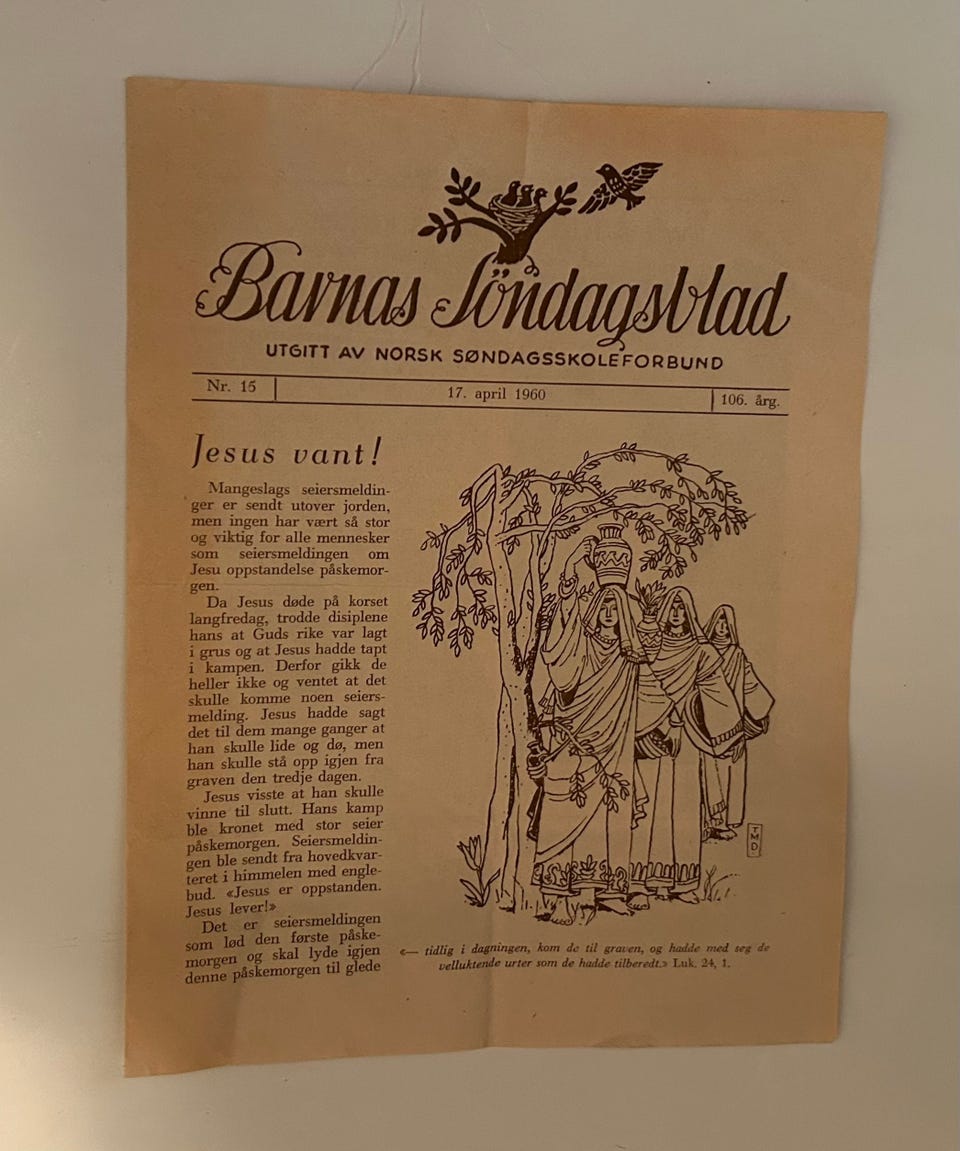 Barnas Söndagsblad
UTGITT AV NORSK SØNDAGSSKOLEFORBUND
Nr. 15
17. april 1960
106. årg.
Jesus vant!
Mangeslags seiersmeldin-
ger er sendt utover jorden,
men ingen har vært så stor
og viktig for alle mennesker
som seiersmeldingen om
Jesu oppstandelse påskemor-
gen.
Da Jesus døde på korset
langfredag, trodde disiplene
hans at Guds rike var lagt
i grus og at Jesus hadde tapt
i kampen. Derfor gikk de
heller ikke og ventet at det
skulle komme noen seiers-
melding. Jesus hadde sagt
det til dem mange ganger at
han skulle lide og dø, men
han skulle stå opp igjen fra
graven den tredje dagen.
Jesus visste at han skulle
vinne til slutt. Hans kamp
ble kronet med stor seier
påskemorgen. Seiersmeldin-
gen ble sendt fra hovedkvar-
teret i himmelen med engle-
bud. «Jesus er oppstanden.
Jesus lever!»
Det er seiersmeldingen
som lød den første påske-
morgen og skal lyde igjen
denne påskemorgen til glede
TMD
«— tidlig i dagningen, kom de til graven, og hadde med seg de
velluktende urter som de hadde tilberedt.» Luk. 24, 1.